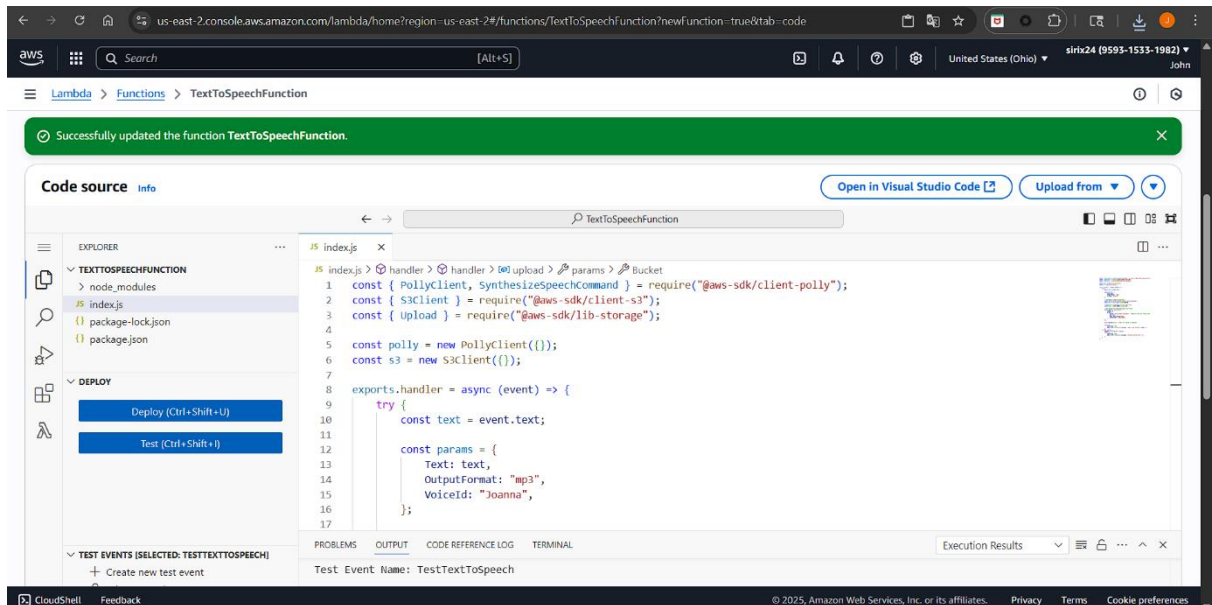 us-east-2.console.aws.amazon.com/lambda/home?region=us-east-2#/functions/TextToSpeechFunction?newFunction=true&tab=code
aws
Search
[Alt+S]
United States (Ohio) ▼
sirix24 (9593-1533-1982) ▼
John
Lambda > Functions > TextToSpeechFunction
Successfully updated the function TextToSpeechFunction.
Code source Info
Open in Visual Studio Code
Upload from ▼
TextToSpeechFunction
EXPLORER
JS index.js
TEXTTOSPEECHFUNCTION
> node_modules
JS index.js
{} package-lock.json
{} package.json
DEPLOY
Deploy (Ctrl+Shift+U)
Test (Ctrl+Shift+I)
TEST EVENTS [SELECTED: TESTTEXTTOSPEECH]
+ Create new test event
JS index.js > handler > handler > upload > params > Bucket
1 const { PollyClient, SynthesizeSpeechCommand } = require("@aws-sdk/client-polly");
2 const { S3Client } = require("@aws-sdk/client-s3");
3 const { Upload } = require("@aws-sdk/lib-storage");
4
5 const polly = new PollyClient({});
6 const s3 = new S3Client({});
7
8 exports.handler = async (event) => {
9 try {
10 const text = event.text;
11
12 const params = {
13 Text: text,
14 OutputFormat: "mp3",
15 VoiceId: "Joanna",
16 };
17
PROBLEMS OUTPUT CODE REFERENCE LOG TERMINAL
Execution Results
Test Event Name: TestTextToSpeech
CloudShell Feedback
© 2025, Amazon Web Services, Inc. or its affiliates. Privacy Terms Cookie preferences